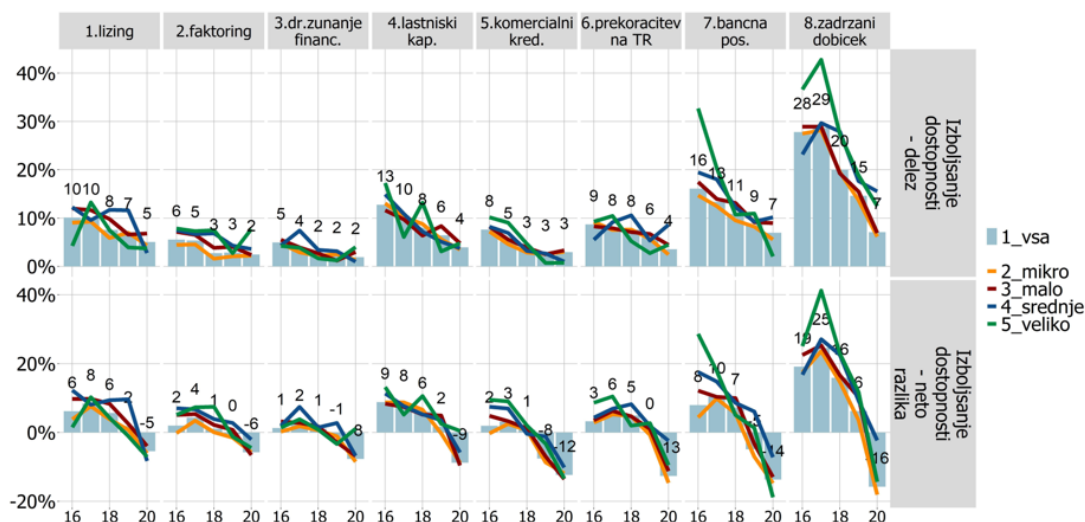 1.lizing
2.faktoring
3.dr.zunanje
financ.
4.lastniski
kap.
5.komercialni
kred.
6.prekoracitev
na TR
7.bancna
pos.
8.zadrzani
dobicek
40%
30%
20%
10%
0%
10 10 8 7 5
6 5 3 3 2
5 4 2 2 2
13 10 8 6 4
8 5 3 3 3
9 8 8 6 4
16 13 11 9 7
28 29 20 15 7
Izboljsanje
dostopnosti
- delez
40%
20%
0%
-20%
6 8 6 2 -5
2 4 1 0 -6
1 2 1 -1 -8
9 8 6 2 -9
2 3 1 -8 -12
3 6 5 0 -13
8 10 7 -14
19 25 16 6 -16
Izboljsanje
dostopnosti
- neto
razlika
16 18 20 16 18 20 16 18 20 16 18 20 16 18 20 16 18 20 16 18 20 16 18 20
1_vsa
2_mikro
3_malo
4_srednje
5_veliko